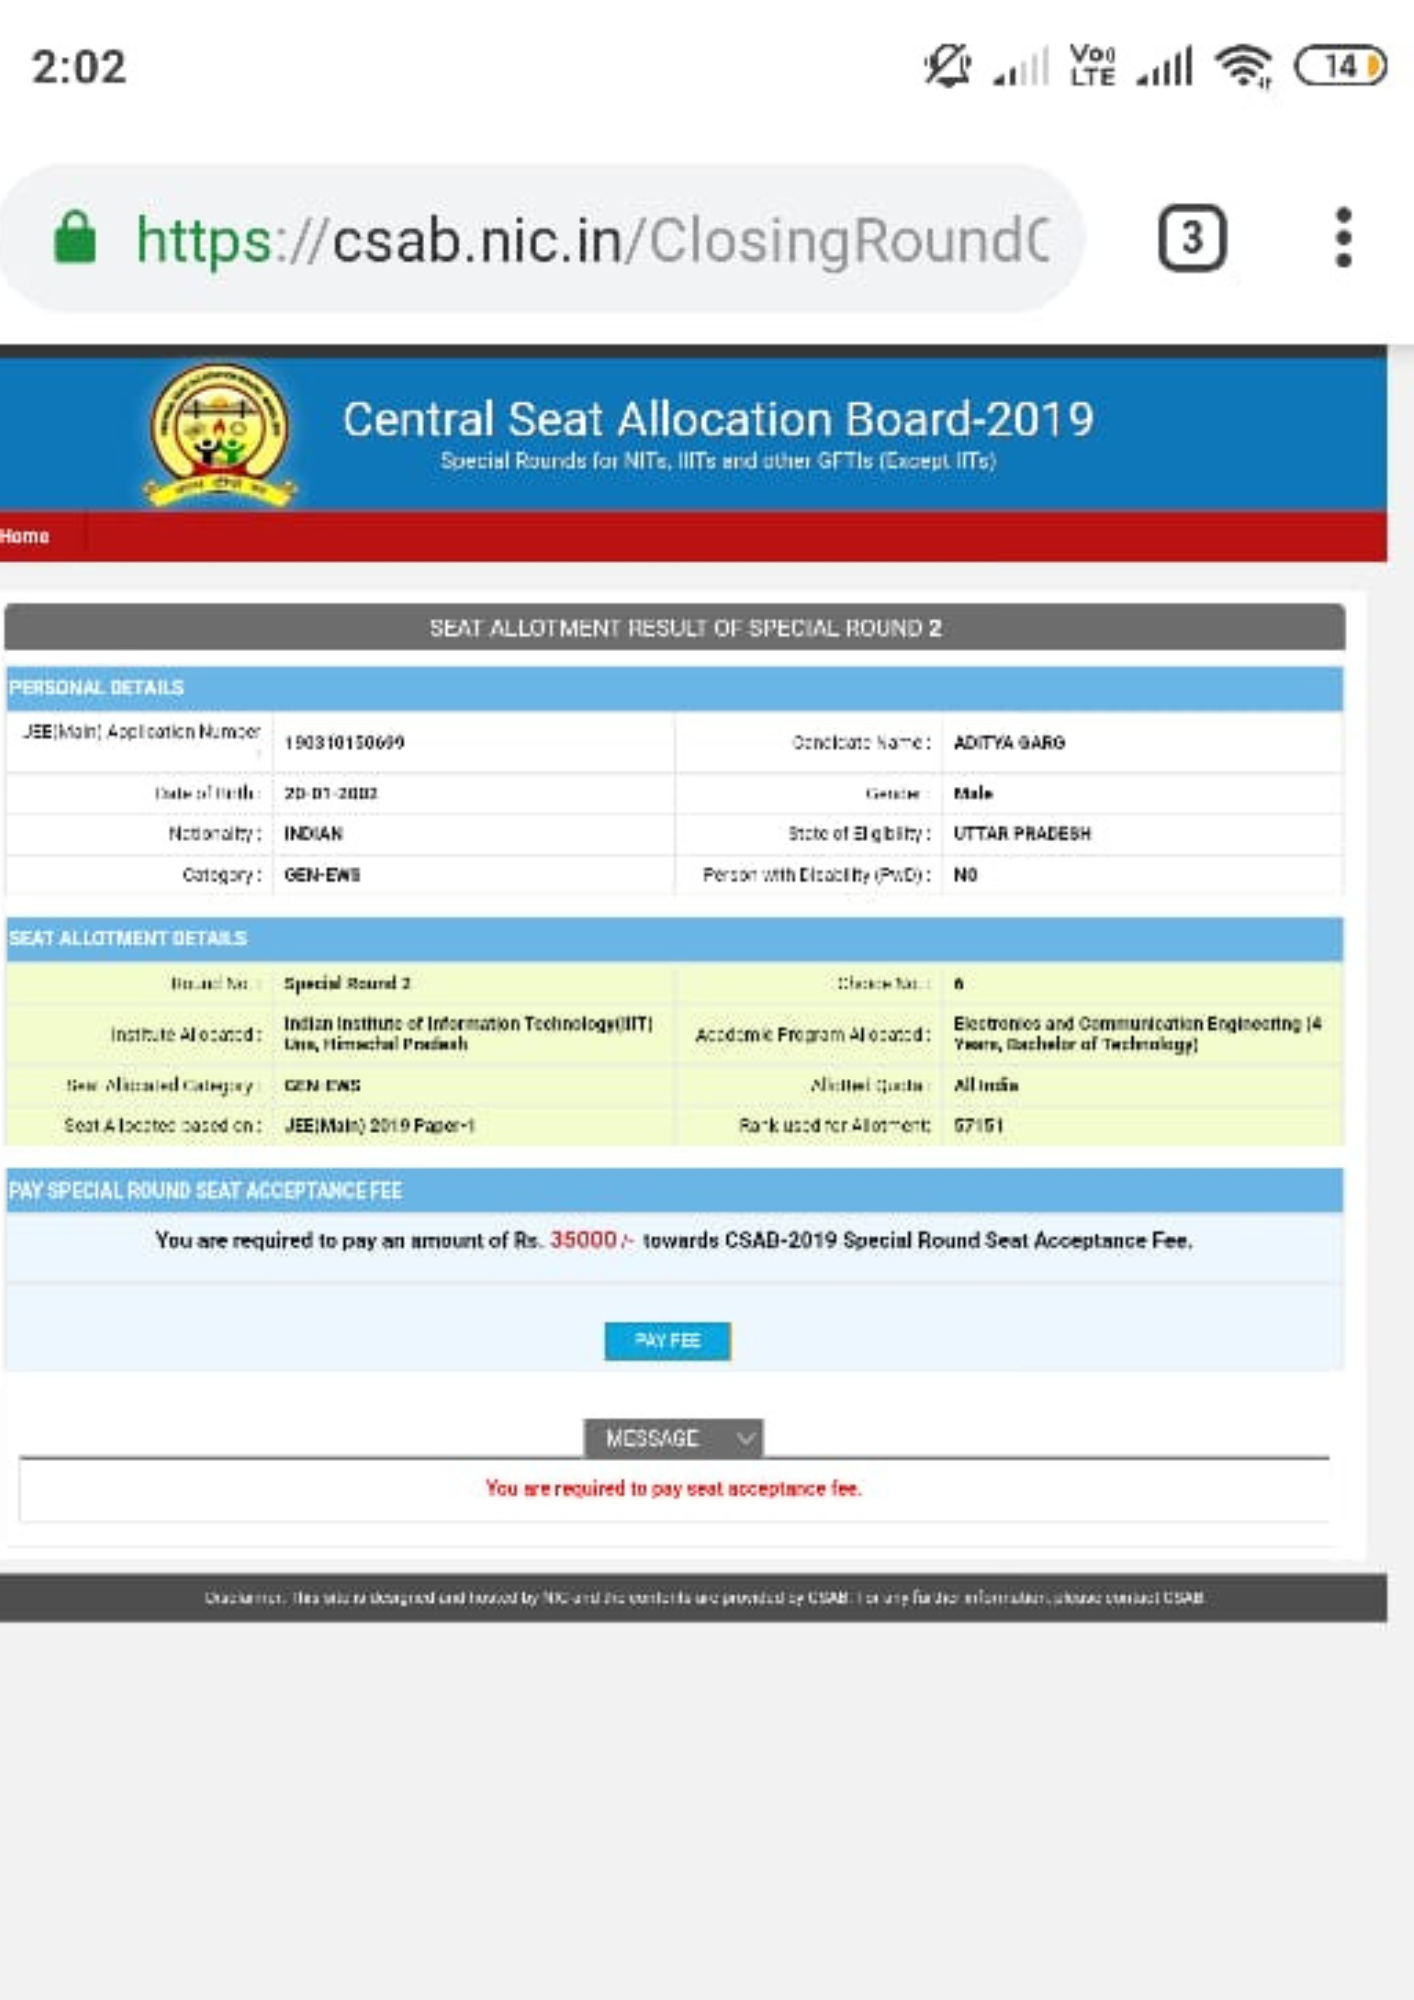 2:02
Voo
LTE
14
https://csab.nic.in/ClosingRoundC
3
Central Seat Allocation Board-2019
Special Rounds for NITs, IIITs and other GFTIs (Except IITs)
Home
SEAT ALLOTMENT RESULT OF SPECIAL ROUND 2
PERSONAL DETAILS
JEE(Main) Application Number : 190310150699 Candidate Name : ADITYA GARG
Date of Birth : 20-01-2002 Gender : Male
Nationality : INDIAN State of Eligibility : UTTAR PRADESH
Category : GEN-EWS Person with Disability (PwD) : NO
SEAT ALLOTMENT DETAILS
Round No. : Special Round 2 Choice No. : 6
Institute Allocated : Indian Institute of Information Technology(IIIT) Academic Program Allocated : Electronics and Communication Engineering (4
Una, Himachal Pradesh Years, Bachelor of Technology)
Seat Allocated Category : GEN-EWS Allotted Quota : All India
Seat Allocated based on : JEE(Main) 2019 Paper-1 Rank used for Allotment: 57151
PAY SPECIAL ROUND SEAT ACCEPTANCE FEE
You are required to pay an amount of Rs. 35000/- towards CSAB-2019 Special Round Seat Acceptance Fee.
PAY FEE
MESSAGE
You are required to pay seat acceptance fee.
Disclaimer: This site is designed and hosted by NIC and the contents are provided by CSAB. For any further information, please contact CSAB.